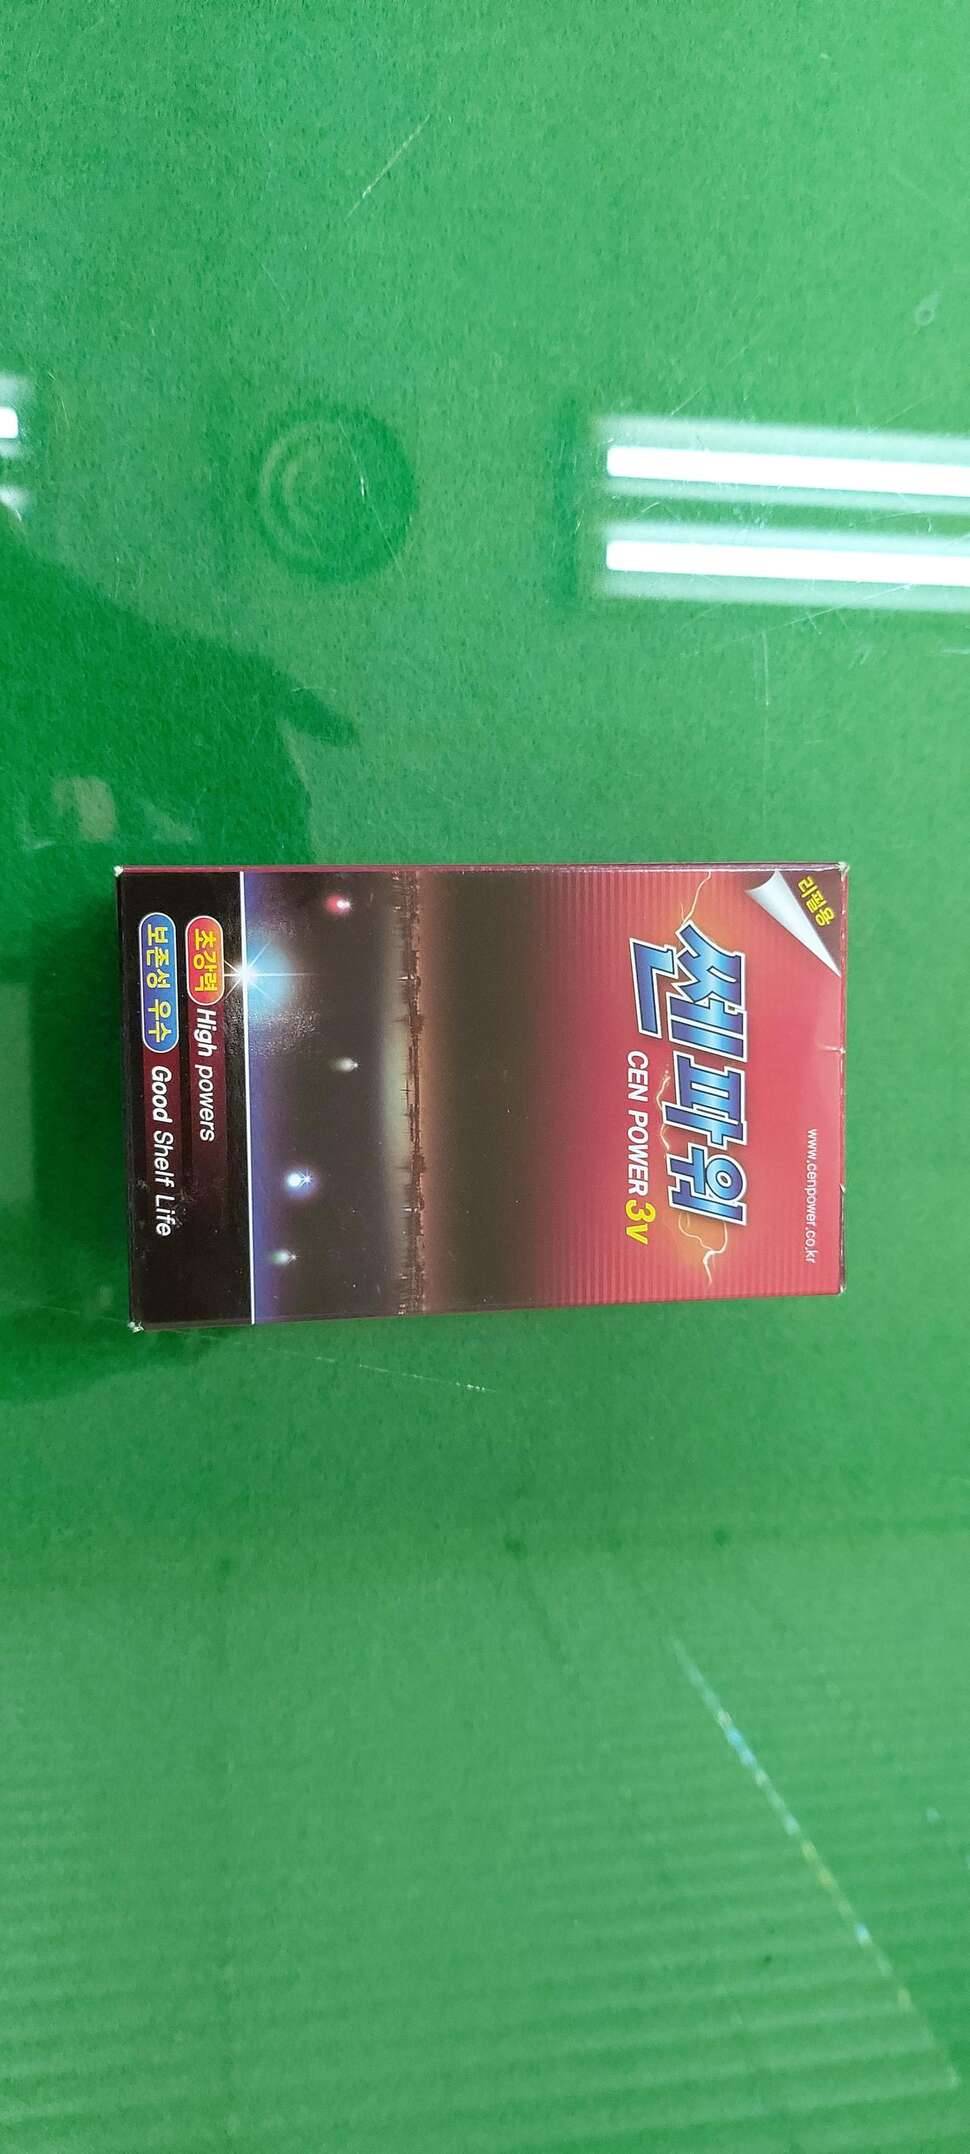 리필용
www.cenpower.co.kr
쎈파워
CEN POWER 3v
초강력 High powers
보존성 우수 Good Shelf Life